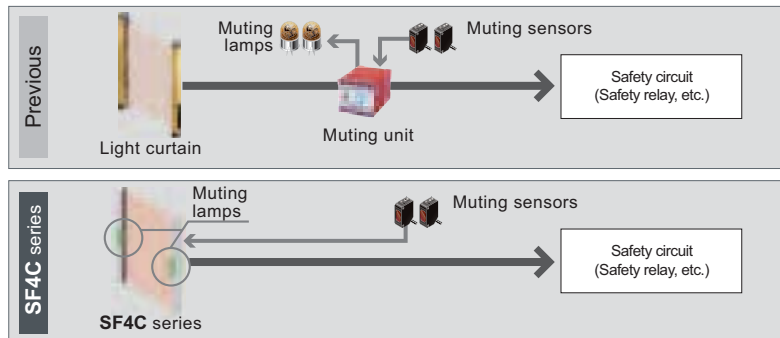 Previous
Muting
lamps
Muting sensors
Safety circuit
(Safety relay, etc.)
Muting unit
Light curtain
SF4C series
Muting
lamps
Muting sensors
Safety circuit
(Safety relay, etc.)
SF4C series